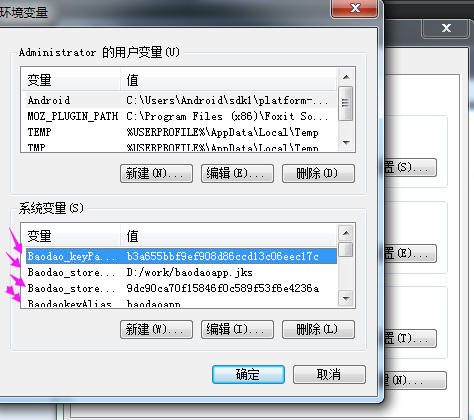 环境变量
Administrator 的用户变量(U)
变量 值
Android C:\Users\Android\sdk1\platform-...
MOZ_PLUGIN_PATH C:\Program Files (x86)\Foxit So...
TEMP %USERPROFILE%\AppData\Local\Temp
TMP %USERPROFILE%\AppData\Local\Temp
新建(N)... 编辑(E)... 删除(D)
置(S)...
系统变量(S)
变量 值
Baodao_keyPa... b3a655bbf9ef908d86ccd13c06eec17c
Baodao_store... D:/work/baodaoapp.jks
Baodao_store... 9dc90ca70f15846f0c589f53f6e4236a
BaodaokeyAlias baodaoapp
置(E)...
新建(W)... 编辑(I)... 删除(L)
置(T)...
确定 取消
量(N)...